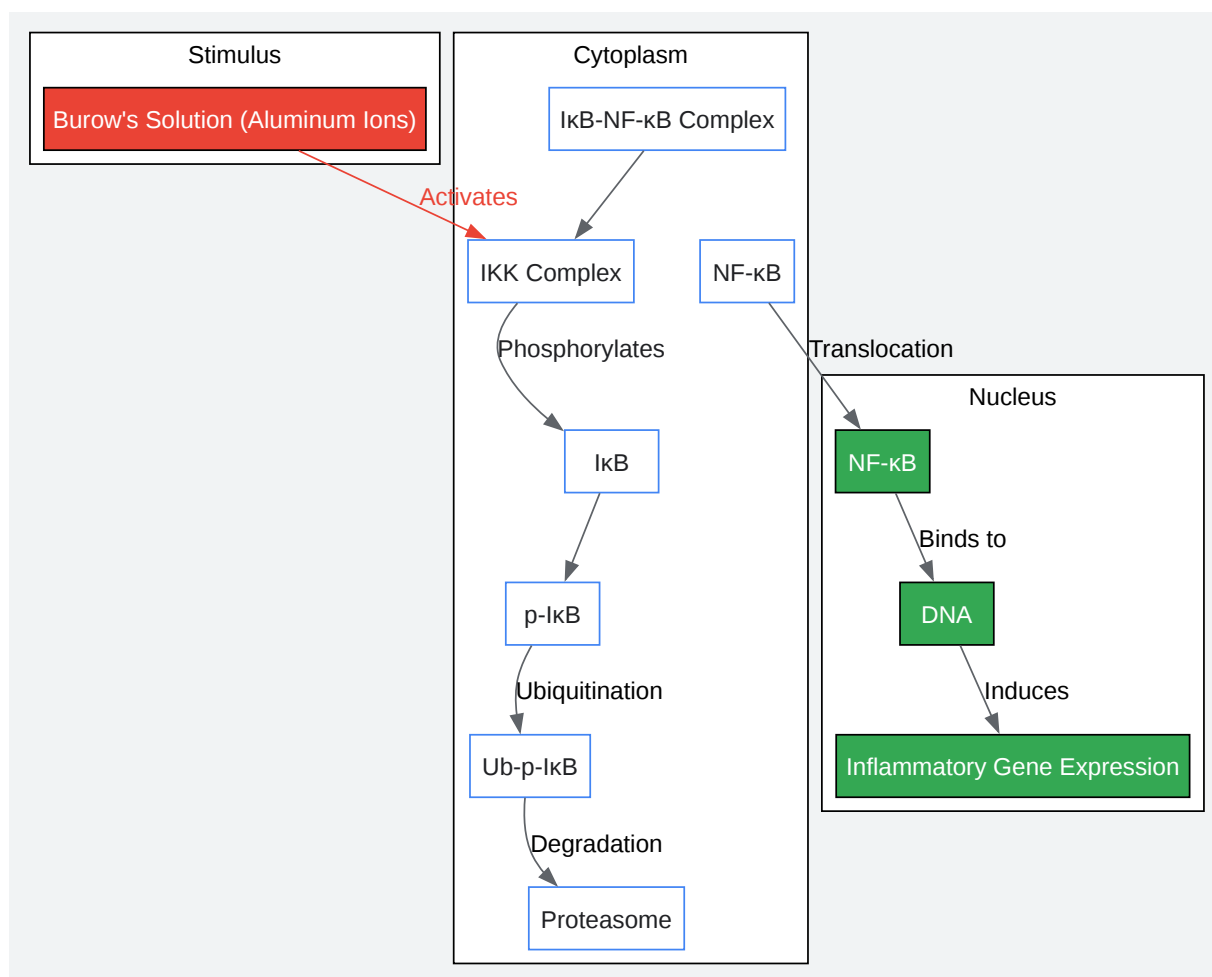 Stimulus
Burow's Solution (Aluminum Ions)
Activates
Cytoplasm
IκB-NF-κB Complex
IKK Complex
NF-κB
Phosphorylates
Translocation
IκB
p-IκB
Ubiquitination
Ub-p-IκB
Degradation
Proteasome
Nucleus
NF-κB
Binds to
DNA
Induces
Inflammatory Gene Expression